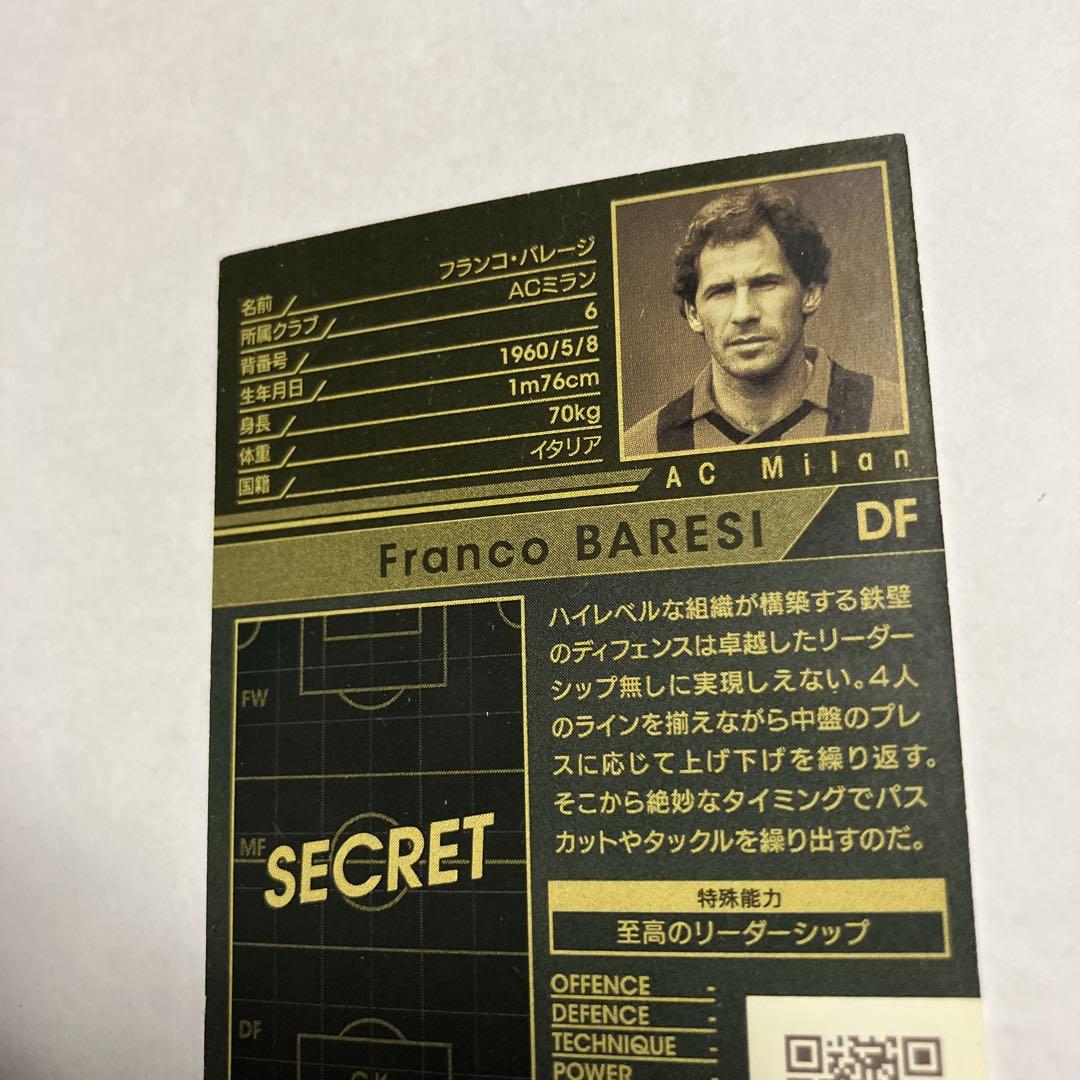 名前 フランコ・バレージ
所属クラブ ACミラン
背番号 6
生年月日 1960/5/8
身長 1m76cm
体重 70kg
国籍 イタリア
AC Milan
Franco BARESI DF
ハイレベルな組織が構築する鉄壁
のディフェンスは卓越したリーダー
シップ無しに実現しえない。4人
のラインを揃えながら中盤のプレ
スに応じて上げ下げを繰り返す。
そこから絶妙なタイミングでパス
カットやタックルを繰り出すのだ。
FW
MF
SECRET
DF
GK
特殊能力
至高のリーダーシップ
OFFENCE -
DEFENCE -
TECHNIQUE -
POWER